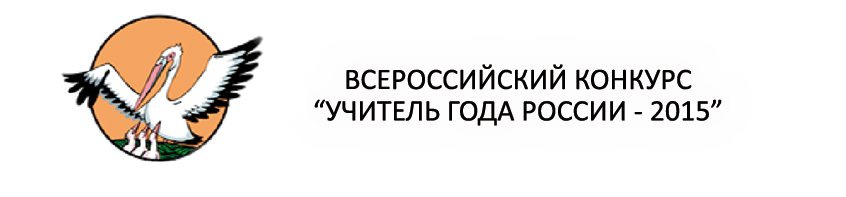 ВСЕРОССИЙСКИЙ КОНКУРС
“УЧИТЕЛЬ ГОДА РОССИИ - 2015”